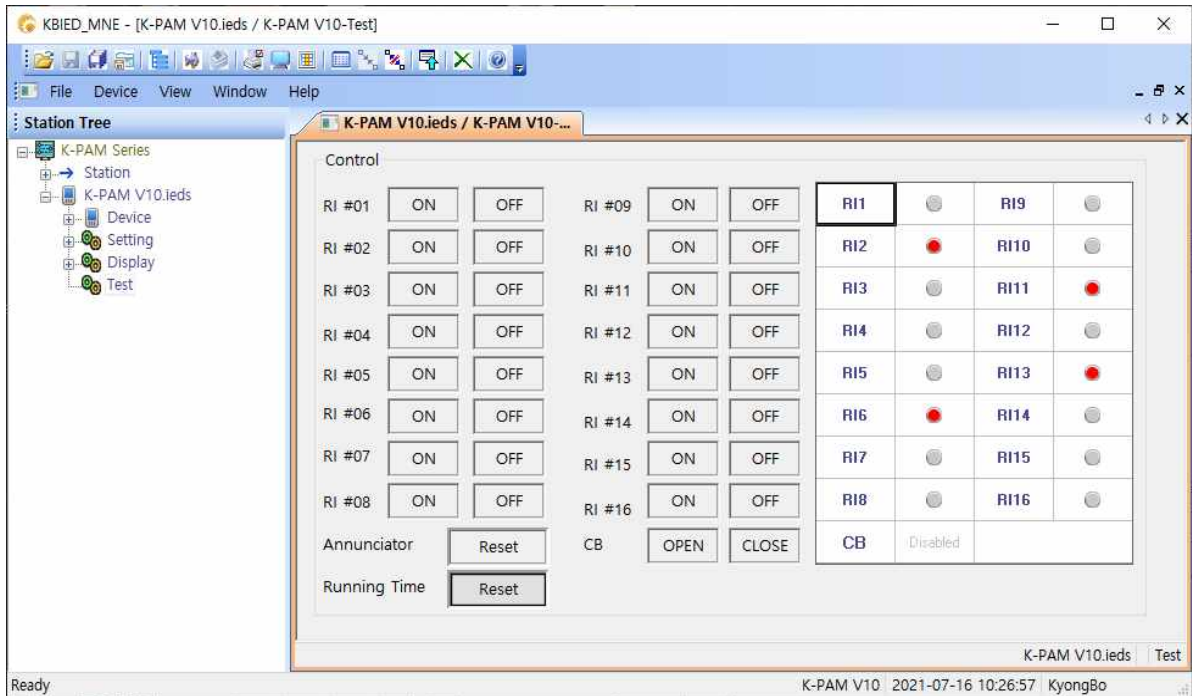 KBIED_MNE - [K-PAM V10.ieds / K-PAM V10-Test]
File Device View Window Help
Station Tree
K-PAM V10.ieds / K-PAM V10-...
K-PAM Series
Station
K-PAM V10.ieds
Device
Setting
Display
Test
Control
RI #01 ON OFF RI #09 ON OFF RI1 RI9
RI #02 ON OFF RI #10 ON OFF RI2 RI10
RI #03 ON OFF RI #11 ON OFF RI3 RI11
RI #04 ON OFF RI #12 ON OFF RI4 RI12
RI #05 ON OFF RI #13 ON OFF RI5 RI13
RI #06 ON OFF RI #14 ON OFF RI6 RI14
RI #07 ON OFF RI #15 ON OFF RI7 RI15
RI #08 ON OFF RI #16 ON OFF RI8 RI16
Annunciator Reset CB OPEN CLOSE CB Disabled
Running Time Reset
K-PAM V10.ieds Test
Ready K-PAM V10 2021-07-16 10:26:57 KyongBo